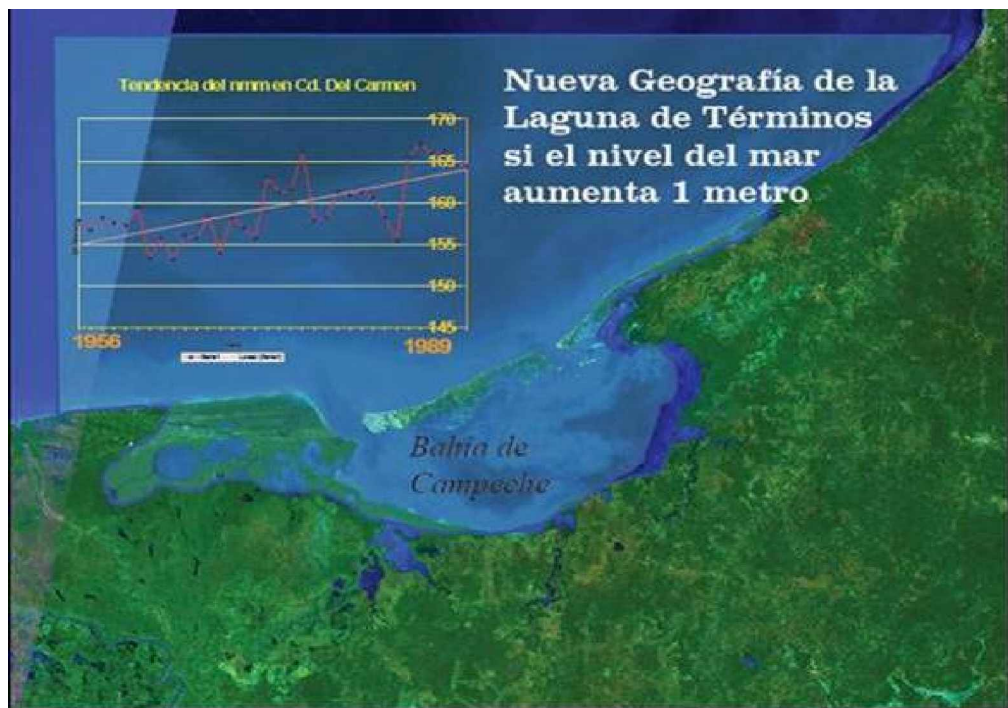 Tendencia del nmm en Cd. Del Carmen
170
165
160
155
150
145
1956
1989
Nueva Geografía de la
Laguna de Términos
si el nivel del mar
aumenta 1 metro
Bahía de
Campeche